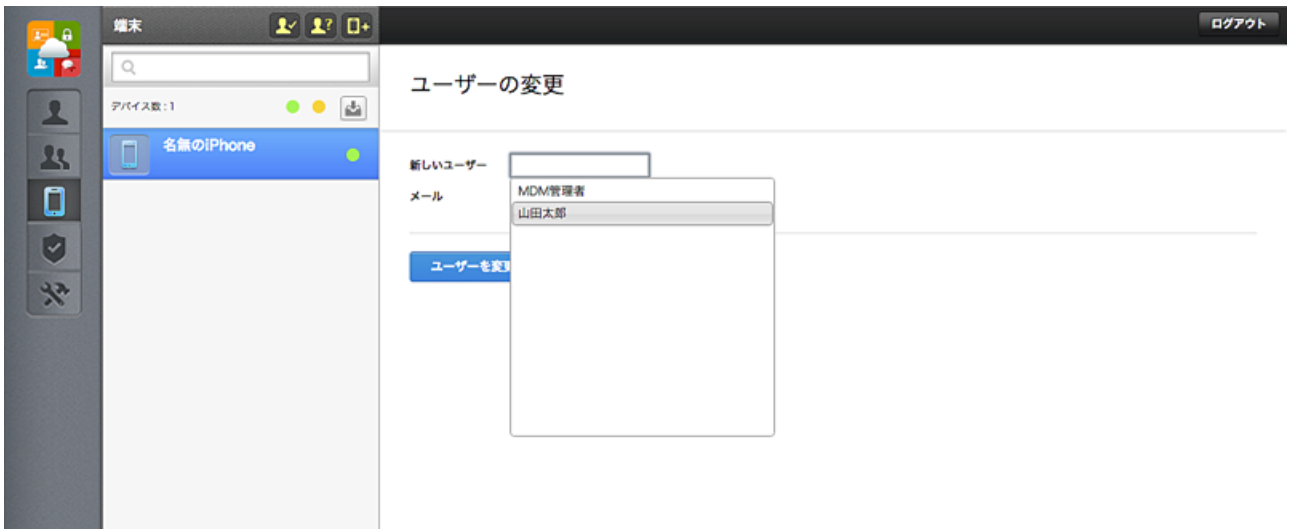 端末
ログアウト
ユーザーの変更
デバイス数:1
名無のiPhone
新しいユーザー
メール
MDM管理者
山田太郎
ユーザーを変